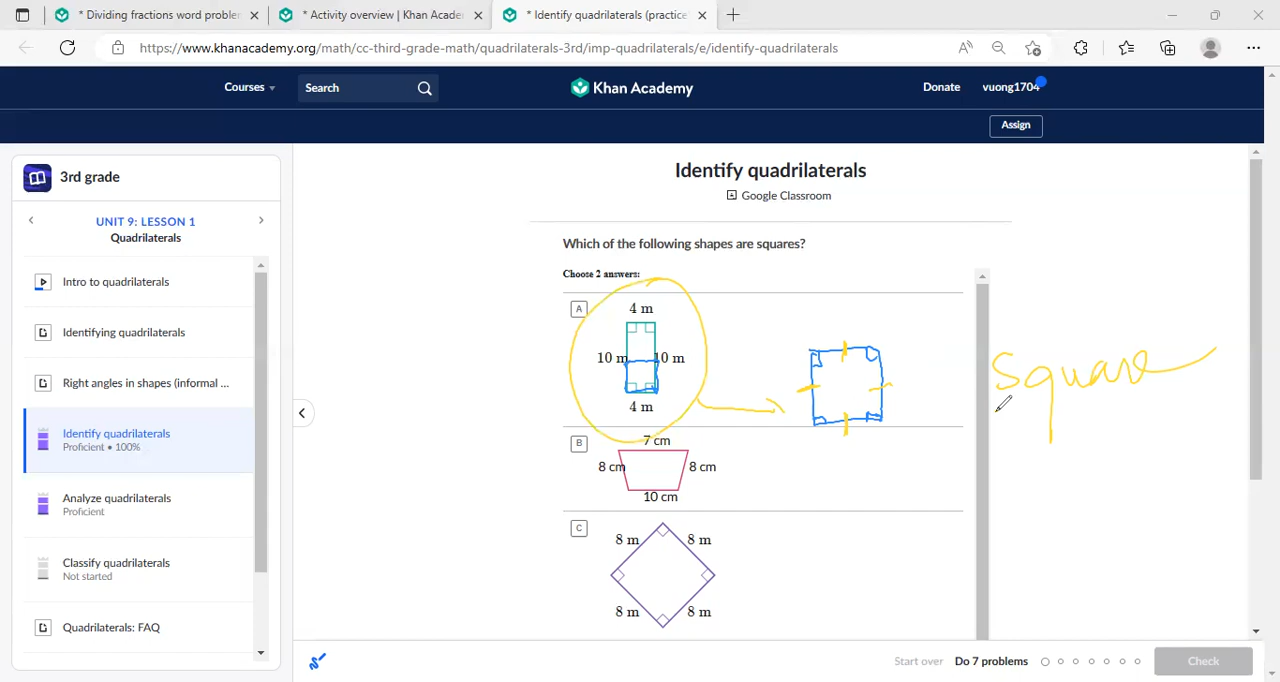 * Dividing fractions word problem
* Activity overview | Khan Acade
* Identify quadrilaterals (practice
https://www.khanacademy.org/math/cc-third-grade-math/quadrilaterals-3rd/imp-quadrilaterals/e/identify-quadrilaterals
Courses
Search
Khan Academy
Donate
vuong1704
Assign
3rd grade
UNIT 9: LESSON 1
Quadrilaterals
Intro to quadrilaterals
Identifying quadrilaterals
Right angles in shapes (informal ...
Identify quadrilaterals
Proficient • 100%
Analyze quadrilaterals
Proficient
Classify quadrilaterals
Not started
Quadrilaterals: FAQ
Identify quadrilaterals
Google Classroom
Which of the following shapes are squares?
Choose 2 answers:
A
4 m
10 m 10 m
4 m
square
B
7 cm
8 cm 8 cm
10 cm
C
8 m 8 m
8 m 8 m
Start over Do 7 problems Check